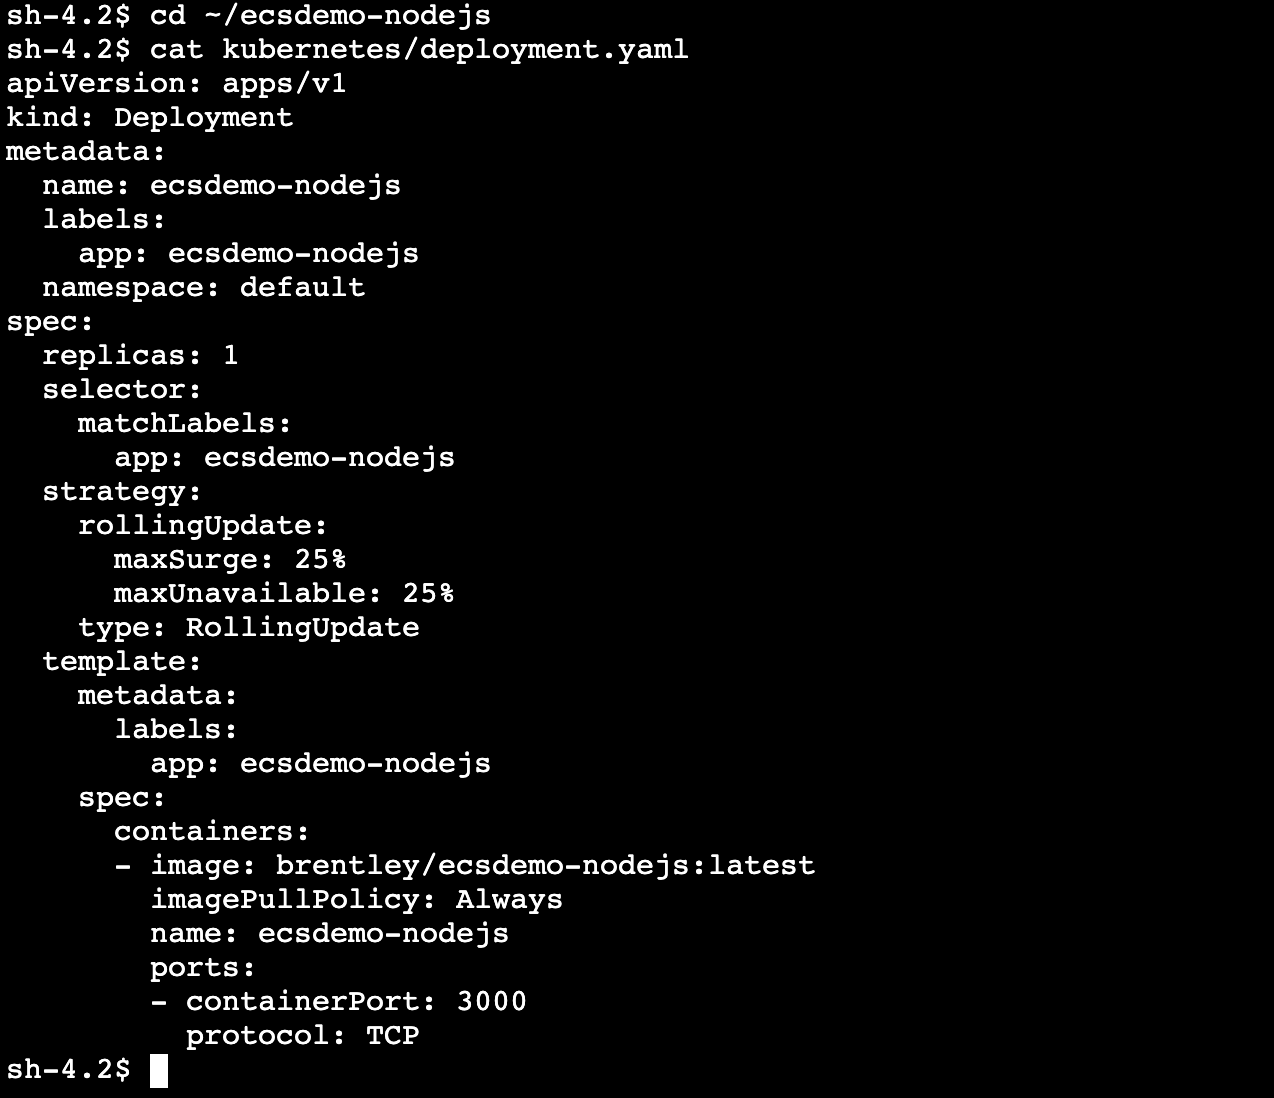 sh-4.2$ cd ~/ecsdemo-nodejs
sh-4.2$ cat kubernetes/deployment.yaml
apiVersion: apps/v1
kind: Deployment
metadata:
  name: ecsdemo-nodejs
  labels:
    app: ecsdemo-nodejs
  namespace: default
spec:
  replicas: 1
  selector:
    matchLabels:
      app: ecsdemo-nodejs
  strategy:
    rollingUpdate:
      maxSurge: 25%
      maxUnavailable: 25%
    type: RollingUpdate
  template:
    metadata:
      labels:
        app: ecsdemo-nodejs
    spec:
      containers:
      - image: brentley/ecsdemo-nodejs:latest
        imagePullPolicy: Always
        name: ecsdemo-nodejs
        ports:
        - containerPort: 3000
          protocol: TCP
sh-4.2$